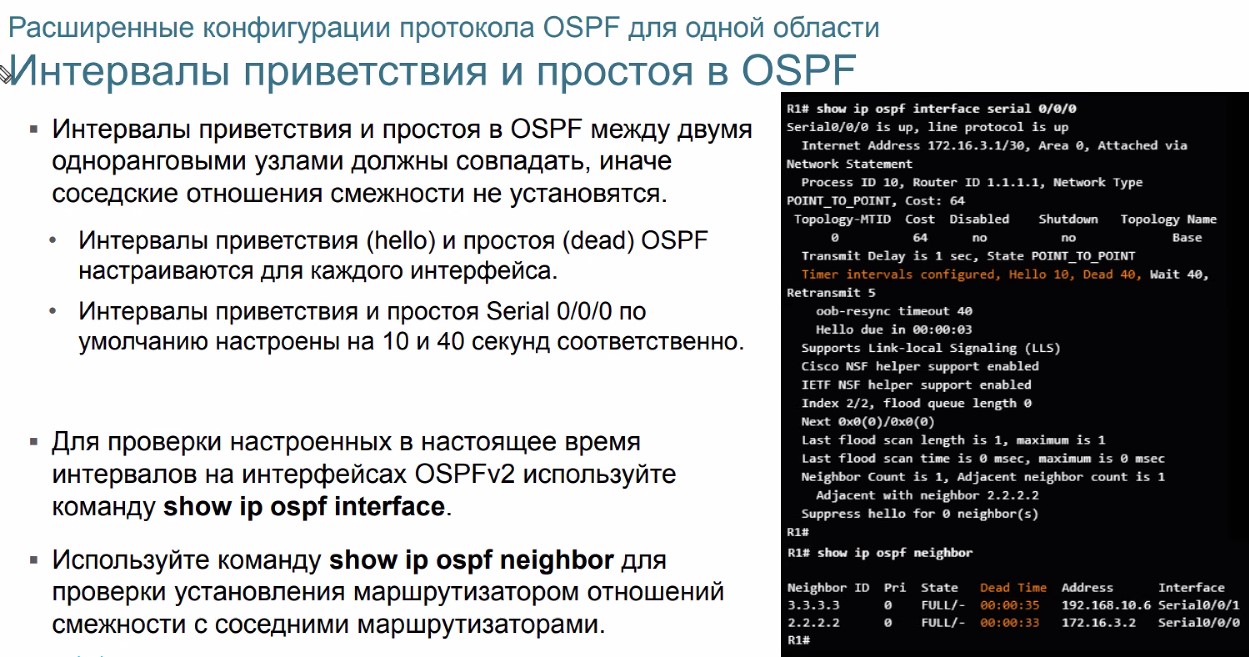 Расширенные конфигурации протокола OSPF для одной области
Интервалы приветствия и простоя в OSPF
▪ Интервалы приветствия и простоя в OSPF между двумя
одноранговыми узлами должны совпадать, иначе
соседские отношения смежности не установятся.
• Интервалы приветствия (hello) и простоя (dead) OSPF
настраиваются для каждого интерфейса.
• Интервалы приветствия и простоя Serial 0/0/0 по
умолчанию настроены на 10 и 40 секунд соответственно.
▪ Для проверки настроенных в настоящее время
интервалов на интерфейсах OSPFv2 используйте
команду show ip ospf interface.
▪ Используйте команду show ip ospf neighbor для
проверки установления маршрутизатором отношений
смежности с соседними маршрутизаторами.
R1# show ip ospf interface serial 0/0/0
Serial0/0/0 is up, line protocol is up
Internet Address 172.16.3.1/30, Area 0, Attached via
Network Statement
Process ID 10, Router ID 1.1.1.1, Network Type
POINT_TO_POINT, Cost: 64
Topology-MTID Cost Disabled Shutdown Topology Name
0 64 no no Base
Transmit Delay is 1 sec, State POINT_TO_POINT
Timer intervals configured, Hello 10, Dead 40, Wait 40,
Retransmit 5
oob-resync timeout 40
Hello due in 00:00:03
Supports Link-local Signaling (LLS)
Cisco NSF helper support enabled
IETF NSF helper support enabled
Index 2/2, flood queue length 0
Next 0x0(0)/0x0(0)
Last flood scan length is 1, maximum is 1
Last flood scan time is 0 msec, maximum is 0 msec
Neighbor Count is 1, Adjacent neighbor count is 1
Adjacent with neighbor 2.2.2.2
Suppress hello for 0 neighbor(s)
R1#
R1# show ip ospf neighbor
Neighbor ID Pri State Dead Time Address Interface
3.3.3.3 0 FULL/- 00:00:35 192.168.10.6 Serial0/0/1
2.2.2.2 0 FULL/- 00:00:33 172.16.3.2 Serial0/0/0
R1#